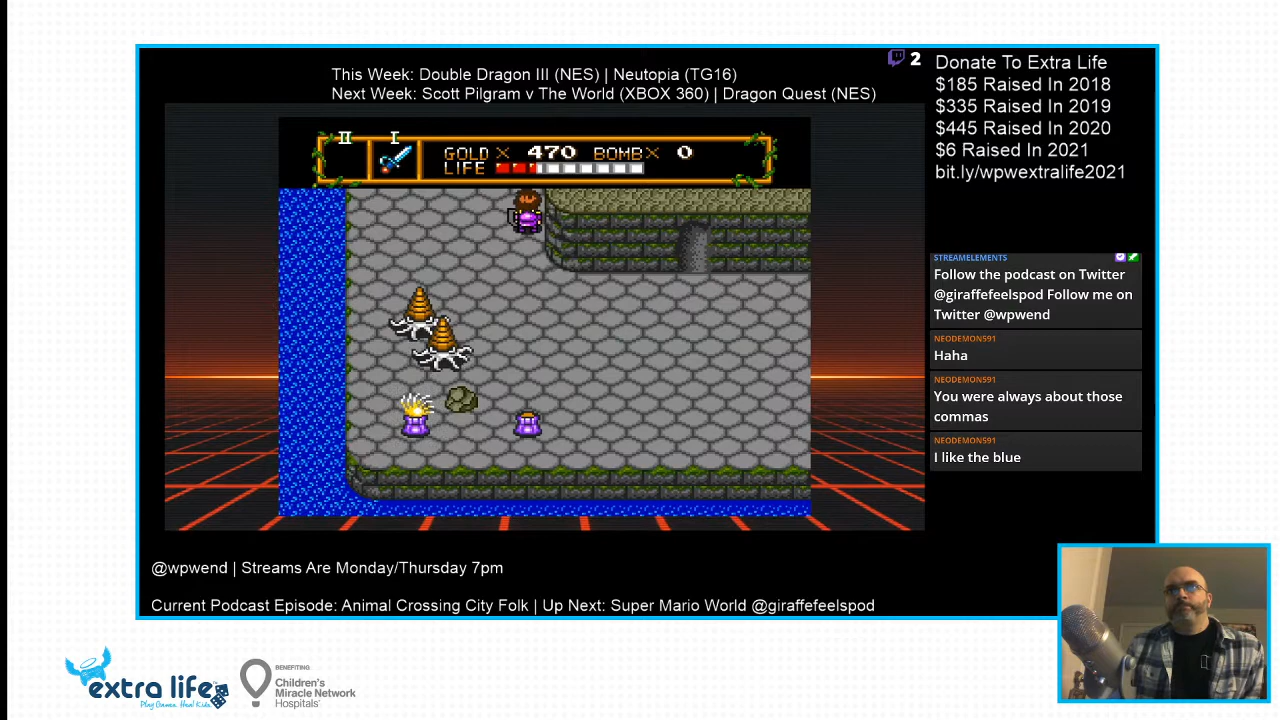 This Week: Double Dragon III (NES) | Neutopia (TG16)
Next Week: Scott Pilgram v The World (XBOX 360) | Dragon Quest (NES)
2
Donate To Extra Life
$185 Raised In 2018
$335 Raised In 2019
$445 Raised In 2020
$6 Raised In 2021
bit.ly/wpwextralife2021
II I
GOLD× 470 BOMB× 0
LIFE
STREAMELEMENTS
Follow the podcast on Twitter
@giraffefeelspod Follow me on
Twitter @wpwend
NEODEMON591
Haha
NEODEMON591
You were always about those
commas
NEODEMON591
I like the blue
@wpwend | Streams Are Monday/Thursday 7pm
Current Podcast Episode: Animal Crossing City Folk | Up Next: Super Mario World @giraffefeelspod
extra life
Play Games. Heal Kids.
BENEFITING
Children's
Miracle Network
Hospitals